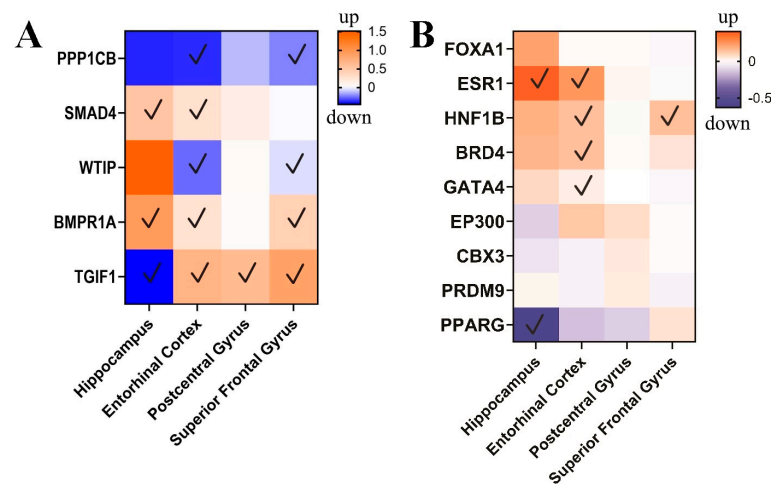 A
up
PPP1CB
SMAD4
WTIP
BMPR1A
TGIF1
1.5
1.0
0.5
0
down
Hippocampus
Entorhinal Cortex
Postcentral Gyrus
Superior Frontal Gyrus
B
up
FOXA1
ESR1
HNF1B
BRD4
GATA4
EP300
CBX3
PRDM9
PPARG
0
-0.5
down
Hippocampus
Entorhinal Cortex
Postcentral Gyrus
Superior Frontal Gyrus